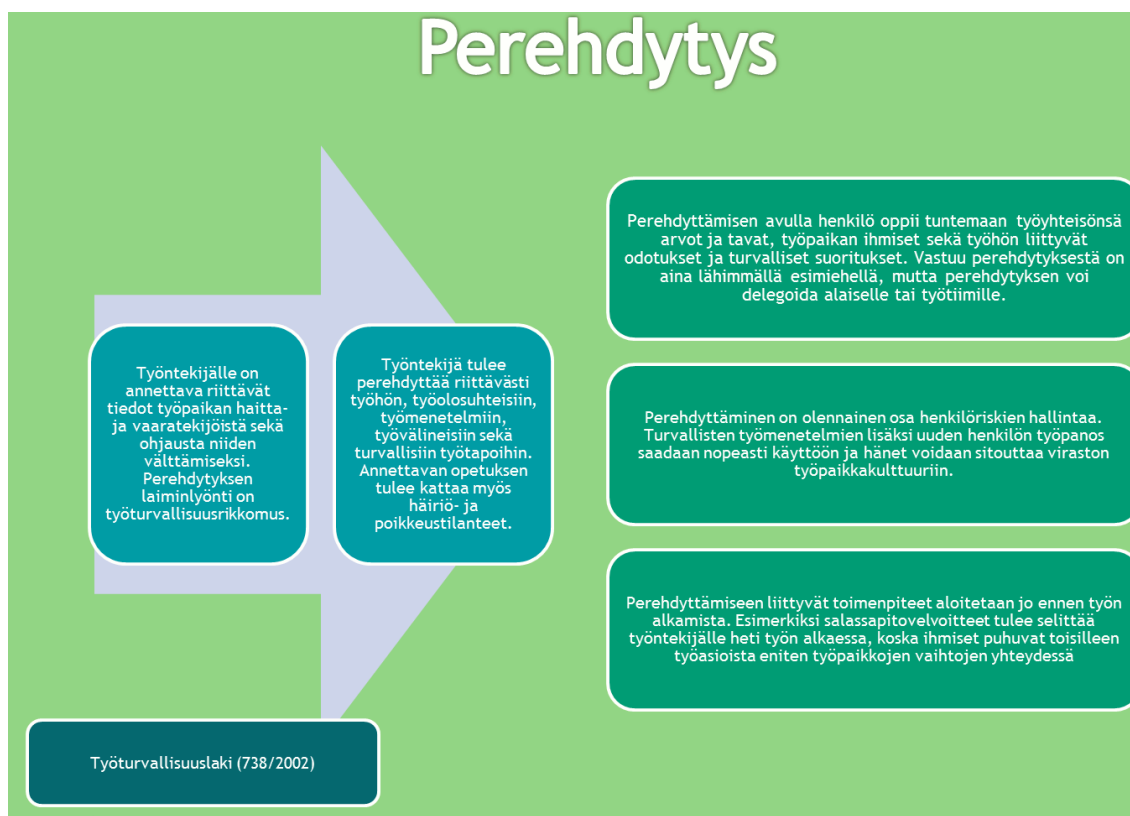 Perehdytys
Työntekijälle on
annettava riittävät
tiedot työpaikan haitta-
ja vaaratekijöistä sekä
ohjausta niiden
välttämiseksi.
Perehdytyksen
laiminlyönti on
työturvallisuusrikkomus.
Työntekijä tulee
perehdyttää riittävästi
työhön, työolosuhteisiin,
työmenetelmiin,
työvälineisiin sekä
turvallisiin työtapoihin.
Annettavan opetuksen
tulee kattaa myös
häiriö- ja
poikkeustilanteet.
Perehdyttämisen avulla henkilö oppii tuntemaan työyhteisönsä
arvot ja tavat, työpaikan ihmiset sekä työhön liittyvät
odotukset ja turvalliset suoritukset. Vastuu perehdytyksestä on
aina lähimmällä esimiehellä, mutta perehdytyksen voi
delegoida alaiselle tai työtiimille.
Perehdyttäminen on olennainen osa henkilöriskien hallintaa.
Turvallisten työmenetelmien lisäksi uuden henkilön työpanos
saadaan nopeasti käyttöön ja hänet voidaan sitouttaa viraston
työpaikkakulttuuriin.
Perehdyttämiseen liittyvät toimenpiteet aloitetaan jo ennen työn
alkamista. Esimerkiksi salassapitovelvoitteet tulee selittää
työntekijälle heti työn alkaessa, koska ihmiset puhuvat toisilleen
työasioista eniten työpaikkojen vaihtojen yhteydessä
Työturvallisuuslaki (738/2002)